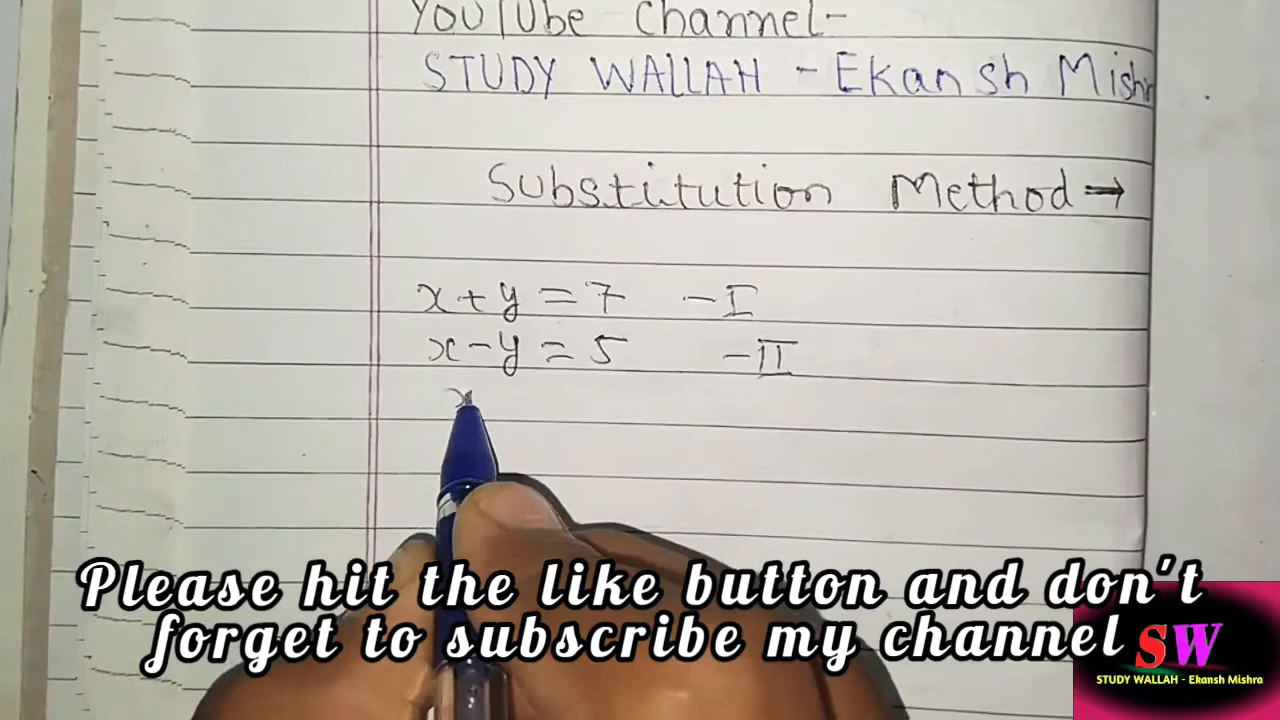 YouTube Channel-
STUDY WALLAH - Ekansh Mishr
Substitution Method →
x + y = 7 - I
x - y = 5 - II
x
Please hit the like button and don't
forget to subscribe my channel
SW
STUDY WALLAH - Ekansh Mishra